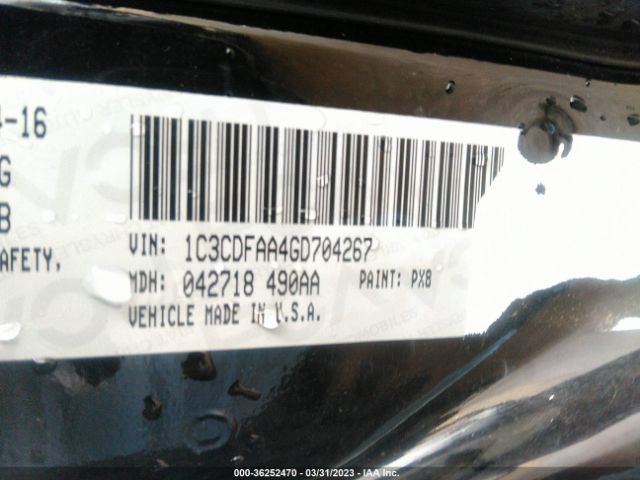 4-16
G
B
AFETY,
VIN: 1C3CDFAA4GD704267
MDH: 042718 490AA PAINT: PX8
VEHICLE MADE IN U.S.A.
000-36252470 - 03/31/2023 - IAA Inc.